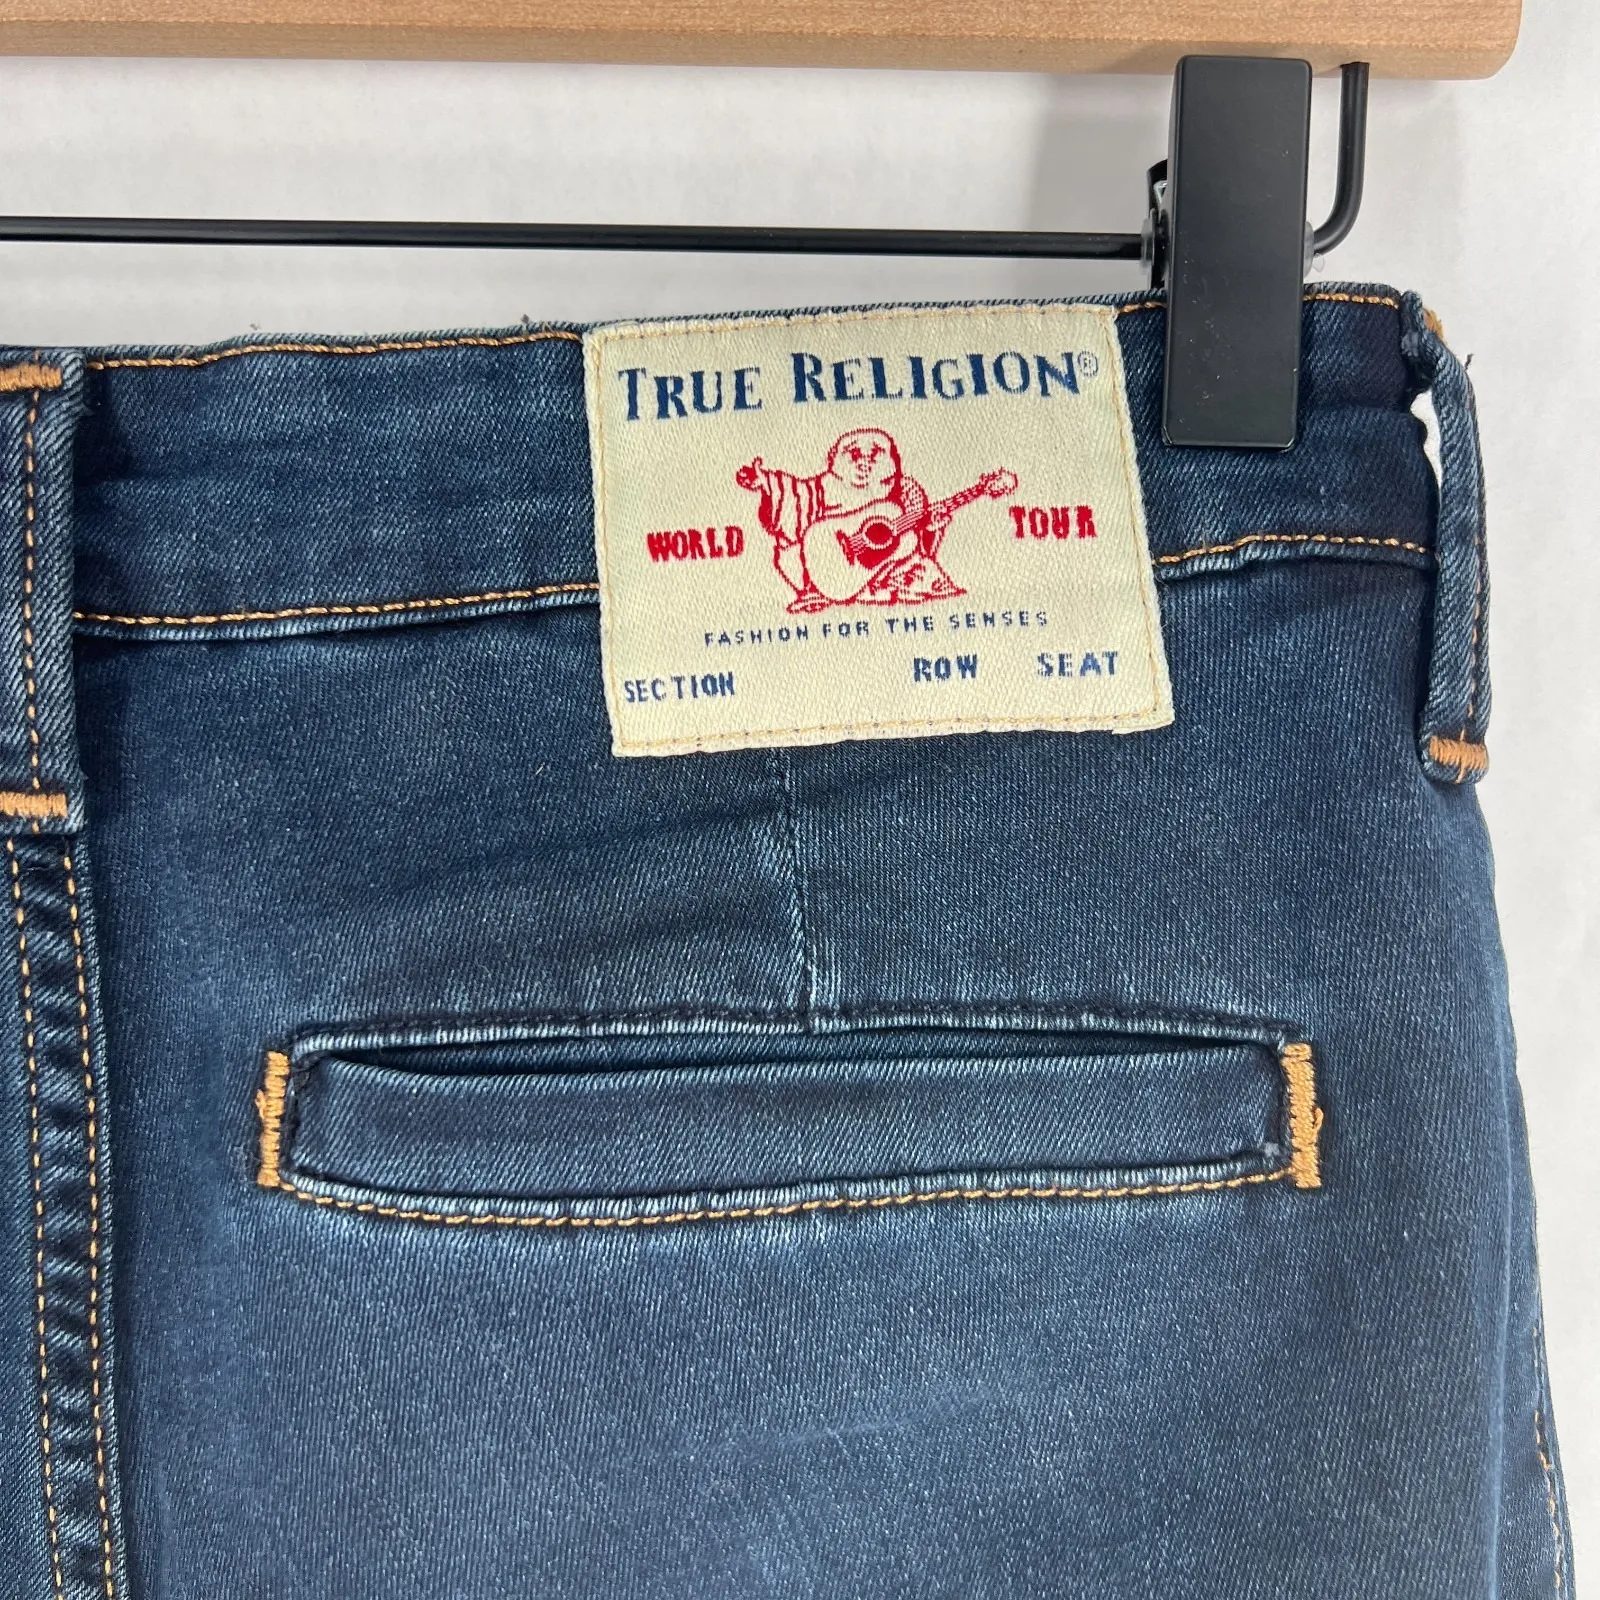 TRUE RELIGION®
WORLD TOUR
FASHION FOR THE SENSES
SECTION ROW SEAT